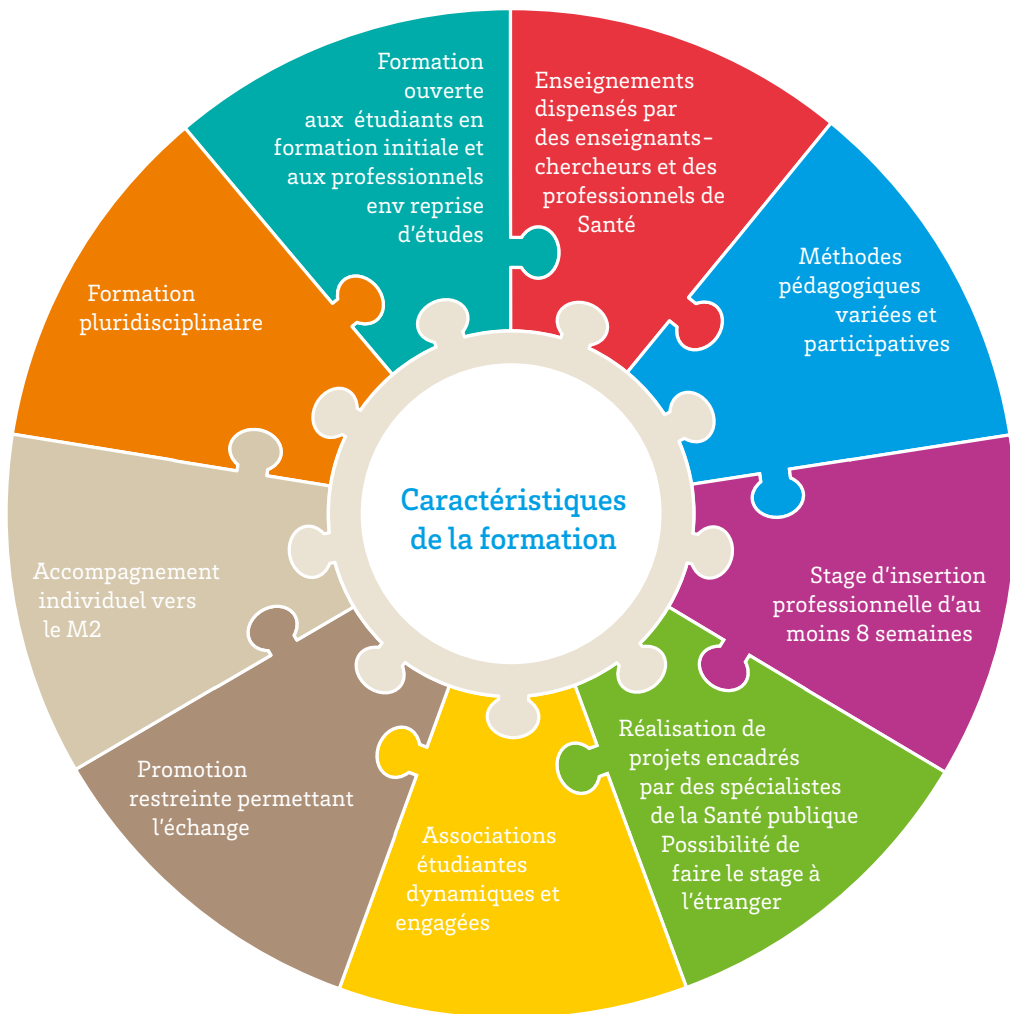 Caractéristiques
de la formation
Enseignements
dispensés par
des enseignants-
chercheurs et des
professionnels de
Santé
Méthodes
pédagogiques
variées et
participatives
Stage d'insertion
professionnelle d'au
moins 8 semaines
Réalisation de
projets encadrés
par des spécialistes
de la Santé publique
Possibilité de
faire le stage à
l'étranger
Associations
étudiantes
dynamiques et
engagées
Promotion
restreinte permettant
l'échange
Accompagnement
individuel vers
le M2
Formation
pluridisciplinaire
Formation
ouverte
aux étudiants en
formation initiale et
aux professionnels
env reprise
d'études